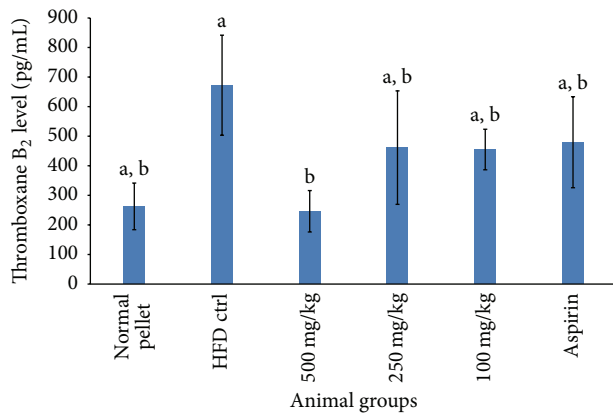 Thromboxane B2 level (pg/mL)
900
800
700
600
500
400
300
200
100
0
a, b
a
b
a, b
a, b
a, b
Normal
pellet
HFD ctrl
500 mg/kg
250 mg/kg
100 mg/kg
Aspirin
Animal groups